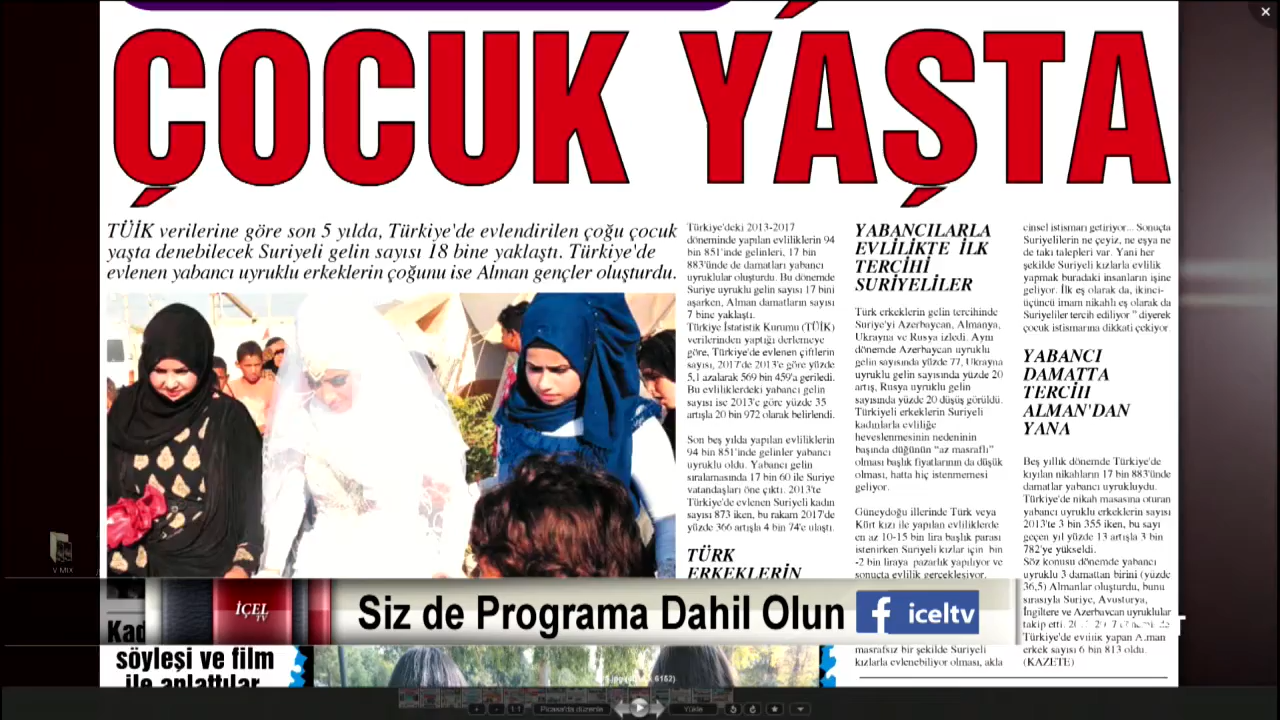 ÇOCUK YAŞTA
TÜİK verilerine göre son 5 yılda, Türkiye'de evlendirilen çoğu çocuk
yaşta denebilecek Suriyeli gelin sayısı 18 bine yaklaştı. Türkiye'de
evlenen yabancı uyruklu erkeklerin çoğunu ise Alman gençler oluşturdu.
Türkiye'deki 2013-2017
döneminde yapılan evliliklerin 94
bin 851'inde gelinleri, 17 bin
883'ünde de damatları yabancı
uyruklular oluşturdu. Bu dönemde
Suriye uyruklu gelin sayısı 17 bini
aşarken, Alman damatların sayısı
7 bine yaklaştı.
Türkiye İstatistik Kurumu (TÜİK)
verilerinden yaptığı derlemeye
göre, Türkiye'de evlenen çiftlerin
sayısı, 2017'de 2013'e göre yüzde
5,1 azalarak 569 bin 459'a geriledi.
Bu evliliklerdeki yabancı gelin
sayısı ise 2013'e göre yüzde 35
artışla 20 bin 972 olarak belirlendi.
Son beş yılda yapılan evliliklerin
94 bin 851'inde gelinler yabancı
uyruklu oldu. Yabancı gelin
sıralamasında 17 bin 60 ile Suriye
vatandaşları öne çıktı. 2013'te
Türkiye'de evlenen Suriyeli kadın
sayısı 873 iken, bu rakam 2017'de
yüzde 366 artışla 4 bin 74'e ulaştı.
TÜRK
ERKEKLERİN
YABANCILARLA
EVLİLİKTE İLK
TERCİHİ
SURİYELİLER
Türk erkeklerin gelin tercihinde
Suriye'yi Azerbaycan, Almanya,
Ukrayna ve Rusya izledi. Aynı
dönemde Azerbaycan uyruklu
gelin sayısında yüzde 77, Ukrayna
uyruklu gelin sayısında yüzde 20
artış, Rusya uyruklu gelin
sayısında yüzde 20 düşüş görüldü.
Türkiyeli erkeklerin Suriyeli
kadınlarla evliliğe
heveslenmesinin nedeninin
başında düğünün "az masraflı"
olması başlık fiyatlarının da düşük
olması, hatta hiç istenmemesi
geliyor.
Güneydoğu illerinde Türk veya
Kürt kızı ile yapılan evliliklerde
en az 10-15 bin lira başlık parası
istenirken Suriyeli kızlar için bin
-2 bin liraya pazarlık yapılıyor ve
sonuçta evlilik gerçekleşiyor.
masrafsız bir şekilde Suriyeli
kızlarla evlenebiliyor olması, akla
cinsel istismarı getiriyor... Sonuçta
Suriyelilerin ne çeyiz, ne eşya ne
de takı talepleri var. Yani her
şekilde Suriyeli kızlarla evlilik
yapmak buradaki insanların işine
geliyor. İlk eş olarak da, ikinci-
üçüncü imam nikahlı eş olarak da
Suriyeliler tercih ediliyor " diyerek
çocuk istismarına dikkati çekiyor.
YABANCI
DAMATTA
TERCİH
ALMAN'DAN
YANA
Beş yıllık dönemde Türkiye'de
kıyılan nikahların 17 bin 883'ünde
damatlar yabancı uyrukluydu.
Türkiye'de nikah masasına oturan
yabancı uyruklu erkeklerin sayısı
2013'te 3 bin 355 iken, bu sayı
geçen yıl yüzde 13 artışla 3 bin
782'ye yükseldi.
Söz konusu dönemde yabancı
uyruklu 3 damattan birini (yüzde
36,5) Almanlar oluşturdu, bunu
sırasıyla Suriye, Avusturya,
İngiltere ve Azerbaycan uyruklular
takip etti.
Türkiye'de evlilik yapan Alman
erkek sayısı 6 bin 813 oldu.
(KAZETE)
V MIX
İÇEL
TV
Siz de Programa Dahil Olun
f iceltv
Kad
söyleşi ve film
ile anlattılar
1:1
Picasa'da düzenle
Yükle